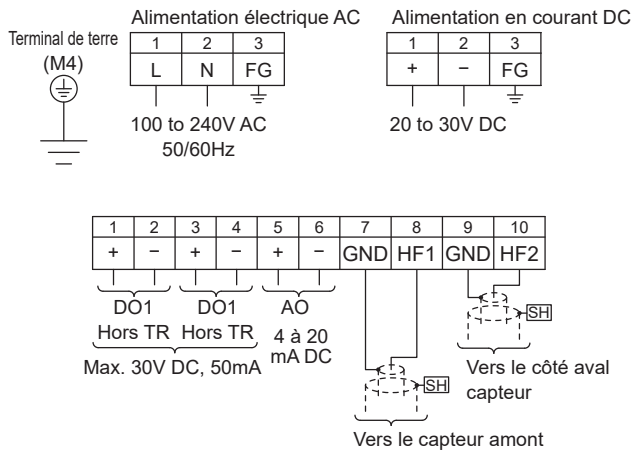 Alimentation électrique AC
Alimentation en courant DC
Terminal de terre
(M4)
1 2 3
L N FG
100 to 240V AC
50/60Hz
1 2 3
+ − FG
20 to 30V DC
1 2 3 4 5 6 7 8 9 10
+ − + − + − GND HF1 GND HF2
DO1 DO1 AO
Hors TR Hors TR 4 à 20
mA DC
Max. 30V DC, 50mA
SH
Vers le côté aval
capteur
SH
Vers le capteur amont